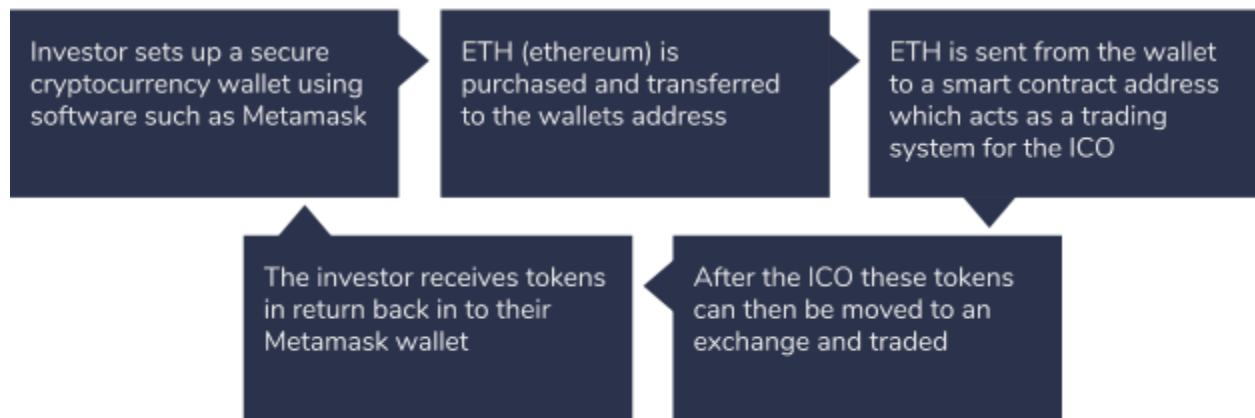 Investor sets up a secure
cryptocurrency wallet using
software such as Metamask
ETH (ethereum) is
purchased and transferred
to the wallets address
ETH is sent from the wallet
to a smart contract address
which acts as a trading
system for the ICO
After the ICO these tokens
can then be moved to an
exchange and traded
The investor receives tokens
in return back in to their
Metamask wallet